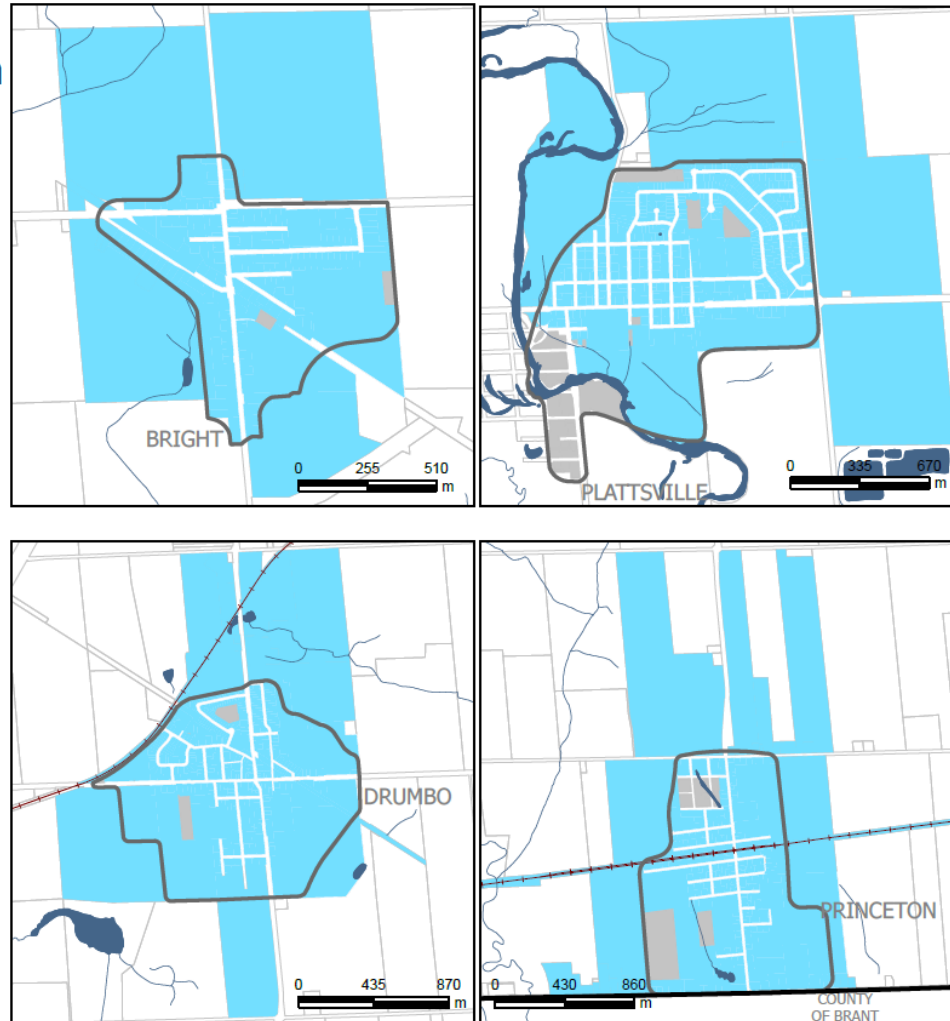 BRIGHT
0 255 510
m
PLATTSVILLE
0 335 670
m
DRUMBO
0 435 870
m
PRINCETON
0 430 860
m
COUNTY
OF BRANT